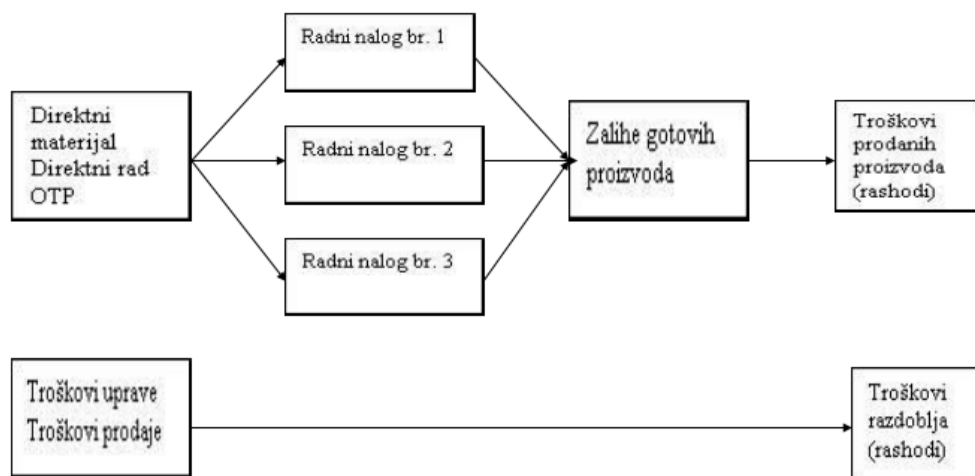 Radni nalog br. 1
Direktni
materijal
Direktni rad
OTP
Radni nalog br. 2
Radni nalog br. 3
Zalihe gotovih
proizvoda
Troškovi
prodanih
proizvoda
(rashodi)
Troškovi uprave
Troškovi prodaje
Troškovi
razdoblja
(rashodi)